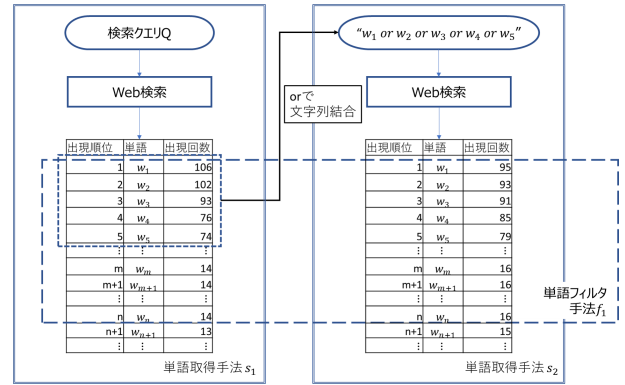 検索クエリQ
Web検索
出現順位 単語 出現回数
1 w₁ 106
2 w₂ 102
3 w₃ 93
4 w₄ 76
5 w₅ 74
⋮ ⋮ ⋮
m wₘ 14
m+1 wₘ₊₁ 14
⋮ ⋮ ⋮
n wₙ 14
n+1 wₙ₊₁ 13
⋮ ⋮ ⋮
単語取得手法 s₁
orで
文字列結合
“w₁ or w₂ or w₃ or w₄ or w₅”
Web検索
出現順位 単語 出現回数
1 w₁ 95
2 w₂ 93
3 w₃ 91
4 w₄ 85
5 w₅ 79
⋮ ⋮ ⋮
m wₘ 16
m+1 wₘ₊₁ 16
⋮ ⋮ ⋮
n wₙ 16
n+1 wₙ₊₁ 15
⋮ ⋮ ⋮
単語取得手法 s₂
単語フィルタ
手法f₁